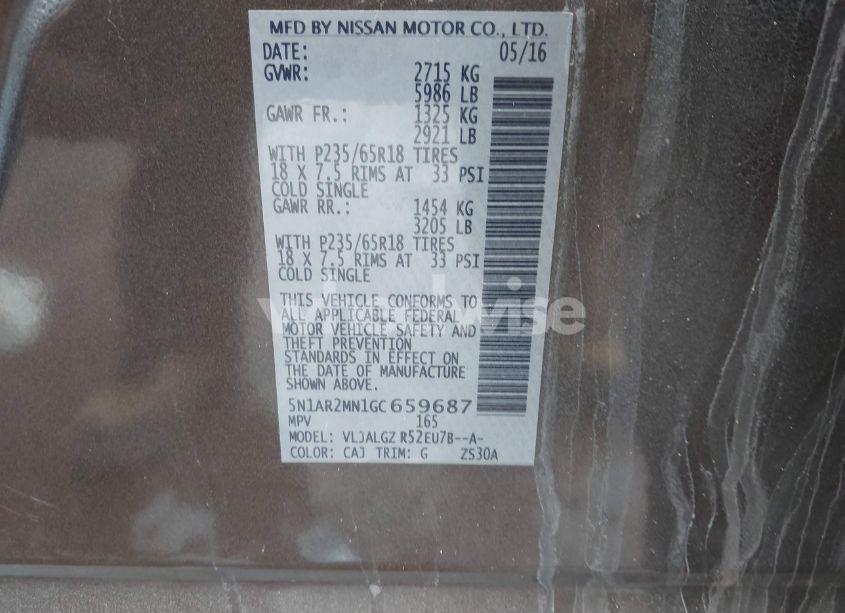 MFD BY NISSAN MOTOR CO., LTD.
DATE: 05/16
GVWR: 2715 KG
5986 LB
GAWR FR.: 1325 KG
2921 LB
WITH P235/65R18 TIRES
18 X 7.5 RIMS AT 33 PSI
COLD SINGLE
GAWR RR.: 1454 KG
3205 LB
WITH P235/65R18 TIRES
18 X 7.5 RIMS AT 33 PSI
COLD SINGLE
THIS VEHICLE CONFORMS TO
ALL APPLICABLE FEDERAL
MOTOR VEHICLE SAFETY AND
THEFT PREVENTION
STANDARDS IN EFFECT ON
THE DATE OF MANUFACTURE
SHOWN ABOVE.
5N1AR2MN1GC659687
MPV 165
MODEL: VLJALGZ R52EU7B--A-
COLOR: CAJ TRIM: G ZS30A